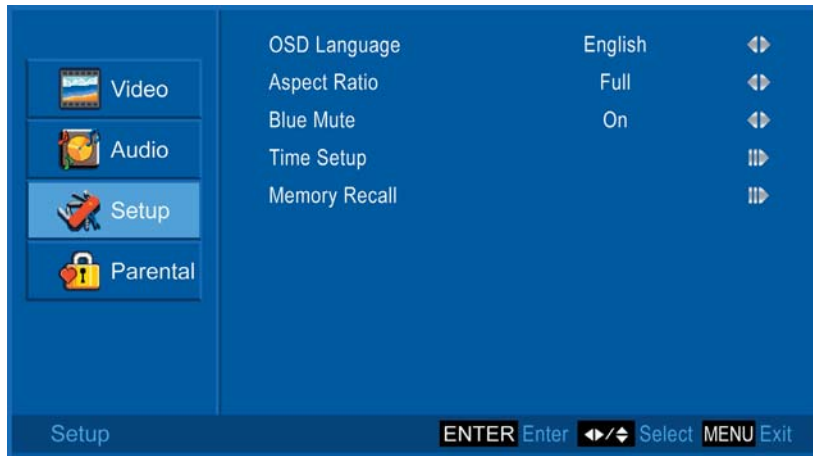 Video
Audio
Setup
Parental
OSD Language English
Aspect Ratio Full
Blue Mute On
Time Setup
Memory Recall
Setup ENTER Enter / Select MENU Exit